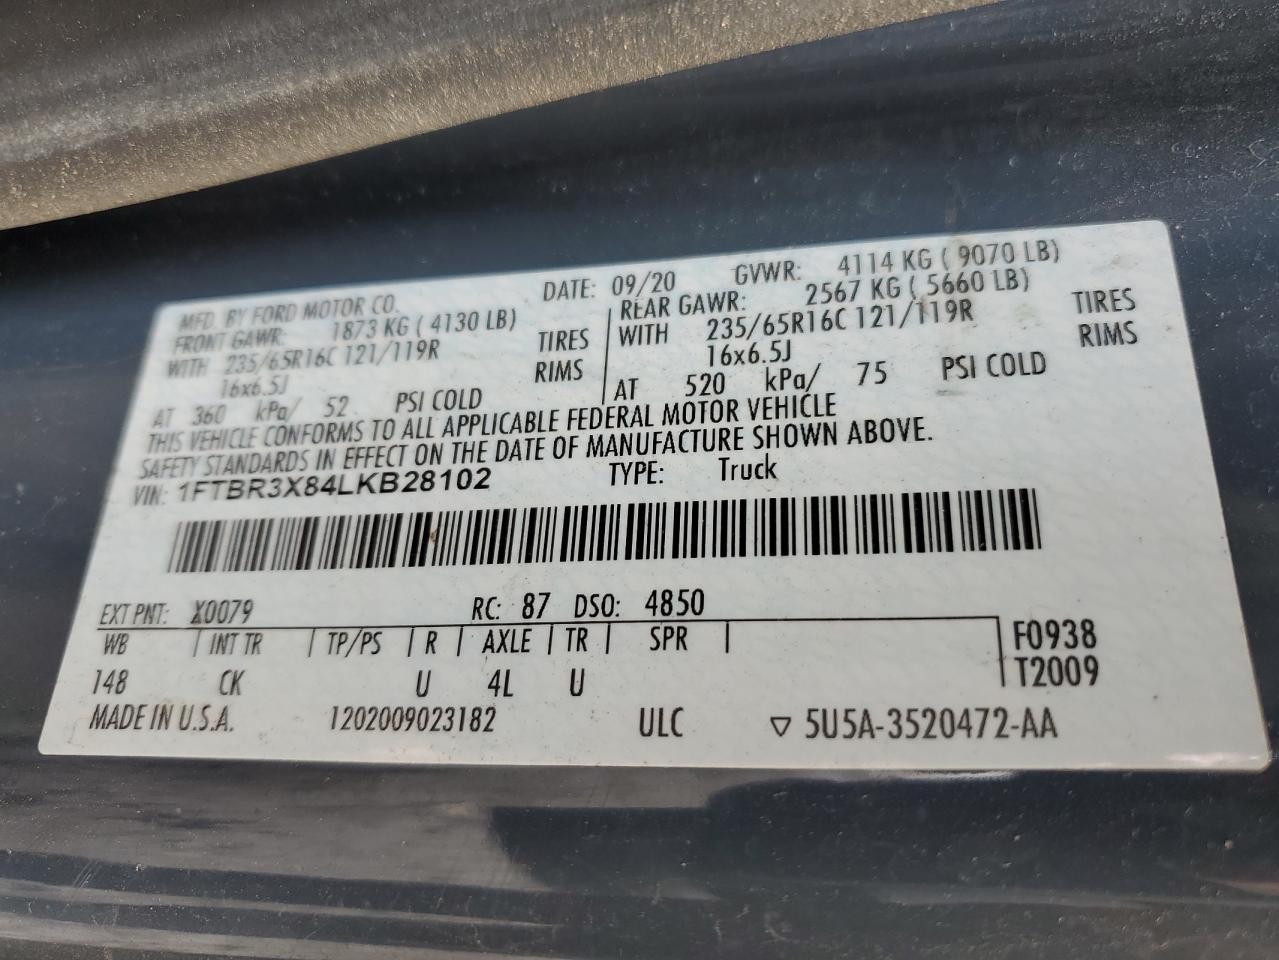 MFD. BY FORD MOTOR CO.
DATE: 09/20 GVWR: 4114 KG ( 9070 LB)
FRONT GAWR: 1873 KG ( 4130 LB)
WITH 235/65R16C 121/119R TIRES
16x6.5J RIMS
AT 360 kPa/ 52 PSI COLD
REAR GAWR: 2567 KG ( 5660 LB)
WITH 235/65R16C 121/119R TIRES
16x6.5J RIMS
AT 520 kPa/ 75 PSI COLD
THIS VEHICLE CONFORMS TO ALL APPLICABLE FEDERAL MOTOR VEHICLE
SAFETY STANDARDS IN EFFECT ON THE DATE OF MANUFACTURE SHOWN ABOVE.
VIN: 1FTBR3X84LKB28102 TYPE: Truck
EXT PNT: X0079 RC: 87 DSO: 4850
WB | INT TR | TP/PS | R | AXLE | TR | SPR | F0938
148 CK U 4L U T2009
MADE IN U.S.A. 1202009023182 ULC ▽ 5U5A-3520472-AA